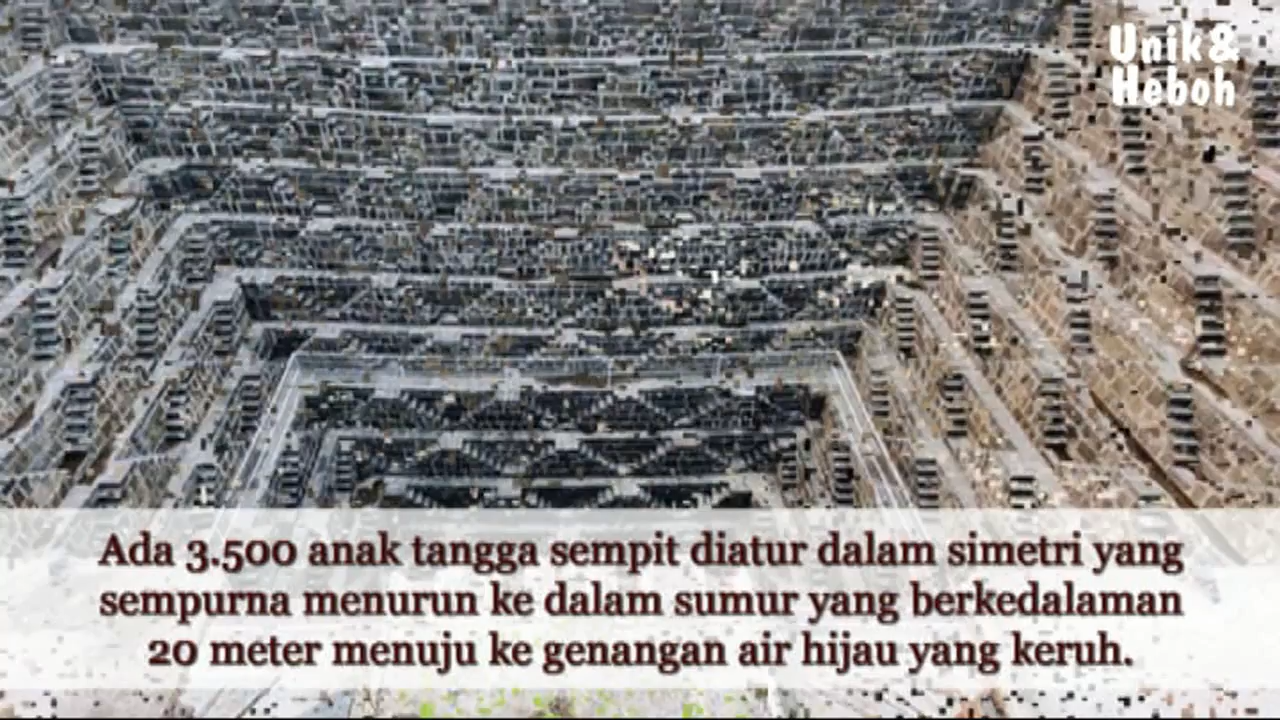 Unik&
Heboh
Ada 3.500 anak tangga sempit diatur dalam simetri yang
sempurna menurun ke dalam sumur yang berkedalaman
20 meter menuju ke genangan air hijau yang keruh.